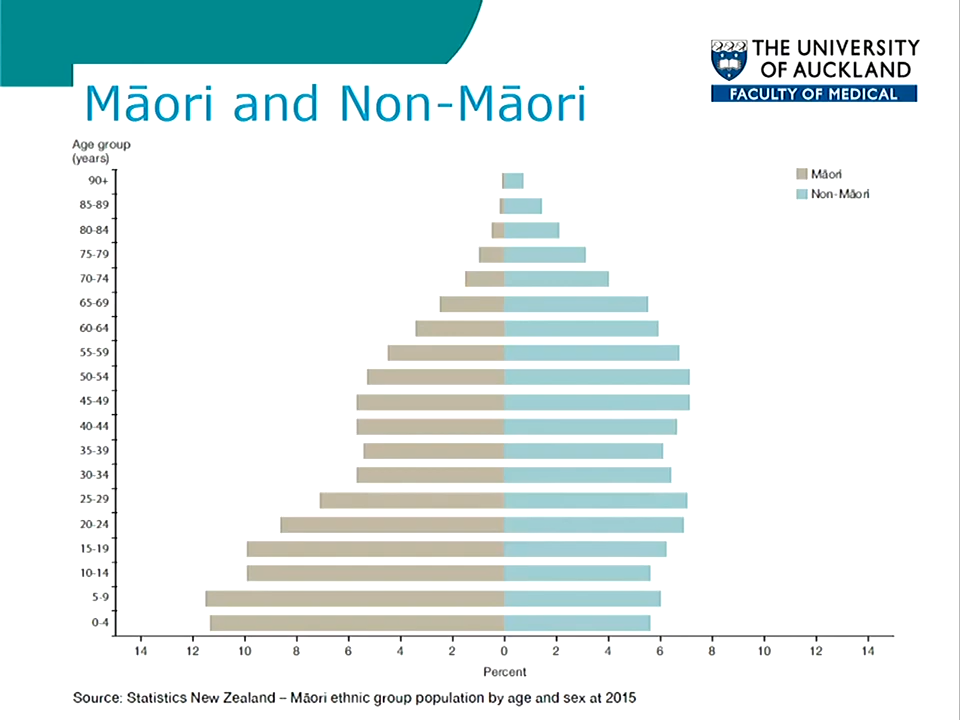 THE UNIVERSITY
OF AUCKLAND
FACULTY OF MEDICAL
Māori and Non-Māori
Age group
(years)
Māori
Non-Māori
90+
85-89
80-84
75-79
70-74
65-69
60-64
55-59
50-54
45-49
40-44
35-39
30-34
25-29
20-24
15-19
10-14
5-9
0-4
14 12 10 8 6 4 2 0 2 4 6 8 10 12 14
Percent
Source: Statistics New Zealand – Māori ethnic group population by age and sex at 2015